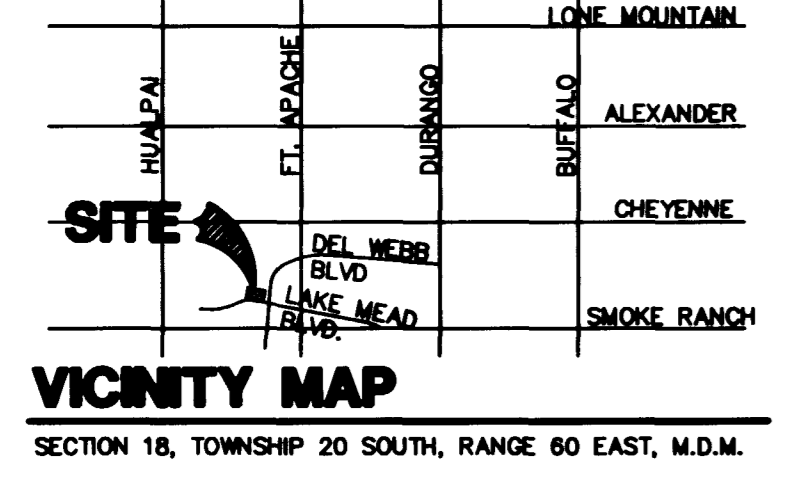 LONE MOUNTAIN
HUALPAI
FT. APACHE
DURANGO
BUFFALO
ALEXANDER
CHEYENNE
SITE
DEL WEBB
BLVD
LAKE MEAD
BLVD.
SMOKE RANCH
VICINITY MAP
SECTION 18, TOWNSHIP 20 SOUTH, RANGE 60 EAST, M.D.M.